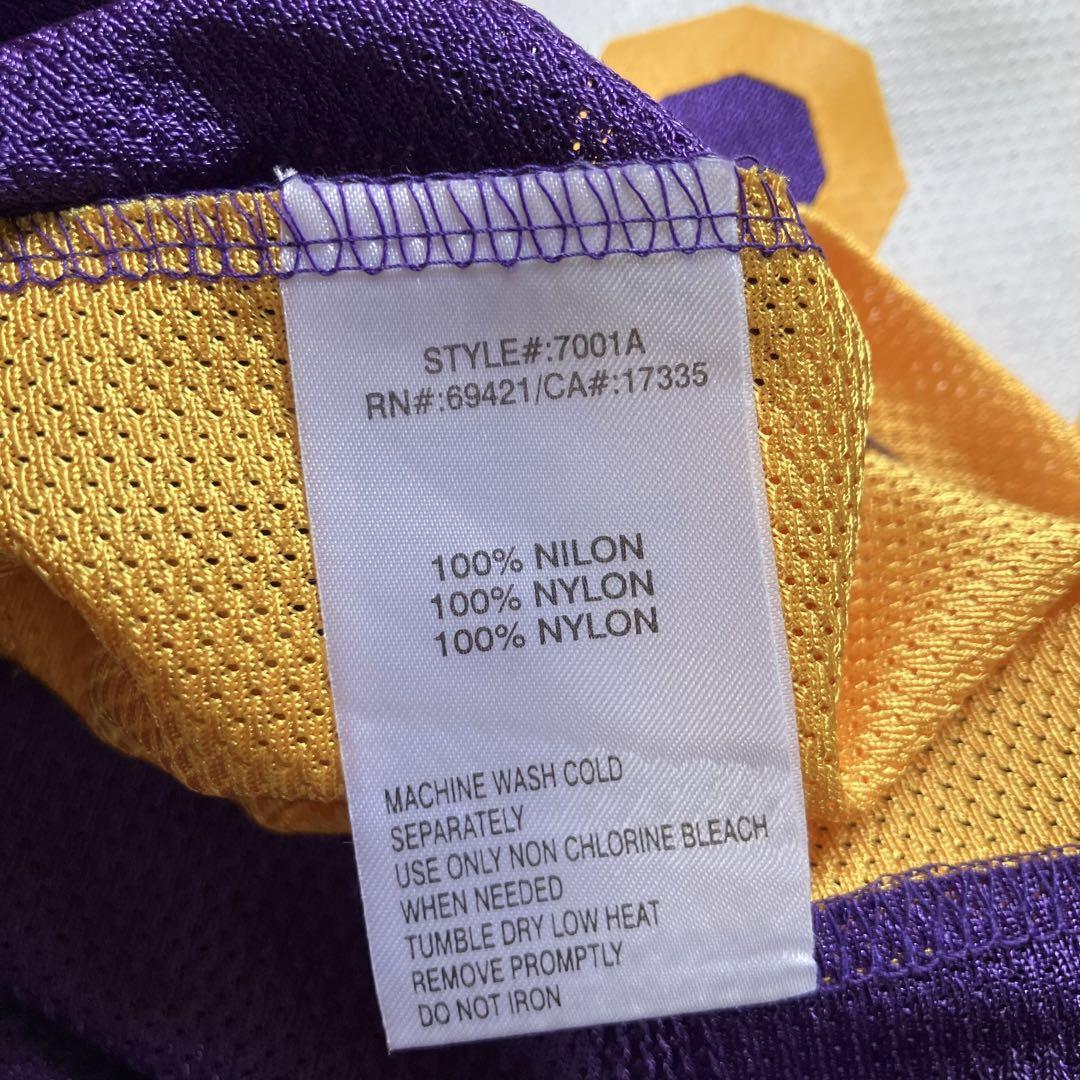 STYLE#:7001A
RN#:69421/CA#:17335
100% NILON
100% NYLON
100% NYLON
MACHINE WASH COLD
SEPARATELY
USE ONLY NON CHLORINE BLEACH
WHEN NEEDED
TUMBLE DRY LOW HEAT
REMOVE PROMPTLY
DO NOT IRON